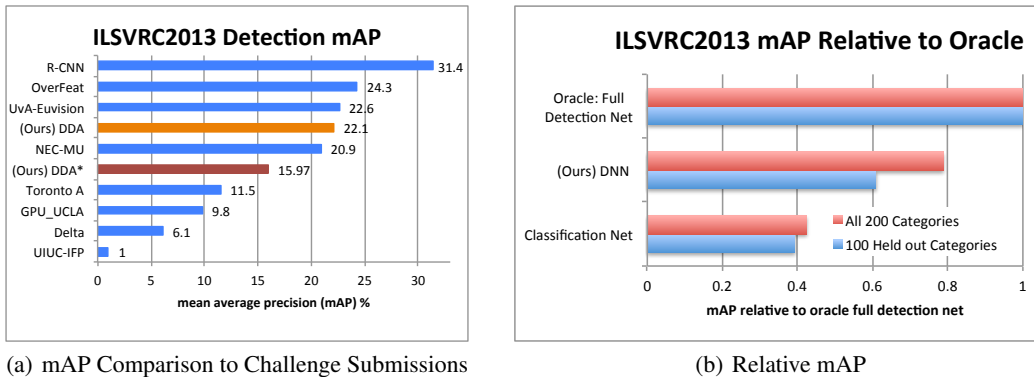 ILSVRC2013 Detection mAP
R-CNN
31.4
OverFeat
24.3
UvA-Euvision
22.6
(Ours) DDA
22.1
NEC-MU
20.9
(Ours) DDA*
15.97
Toronto A
11.5
GPU_UCLA
9.8
Delta
6.1
UIUC-IFP
1
0 5 10 15 20 25 30
mean average precision (mAP) %
(a) mAP Comparison to Challenge Submissions
ILSVRC2013 mAP Relative to Oracle
Oracle: Full
Detection Net
(Ours) DNN
Classification Net
All 200 Categories
100 Held out Categories
0 0.2 0.4 0.6 0.8 1
mAP relative to oracle full detection net
(b) Relative mAP